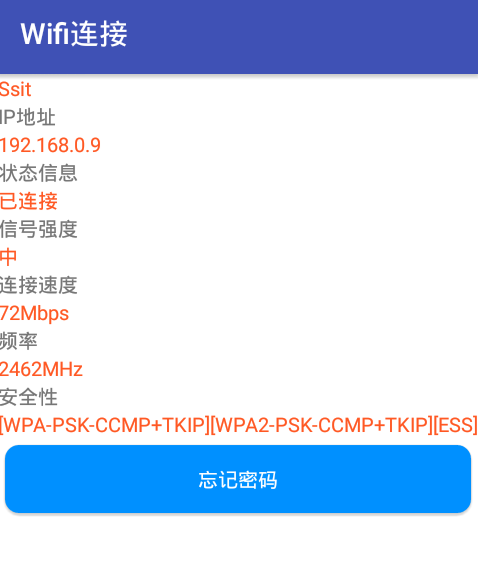 Wifi连接
Ssit
IP地址
192.168.0.9
状态信息
已连接
信号强度
中
连接速度
72Mbps
频率
2462MHz
安全性
[WPA-PSK-CCMP+TKIP][WPA2-PSK-CCMP+TKIP][ESS]
忘记密码